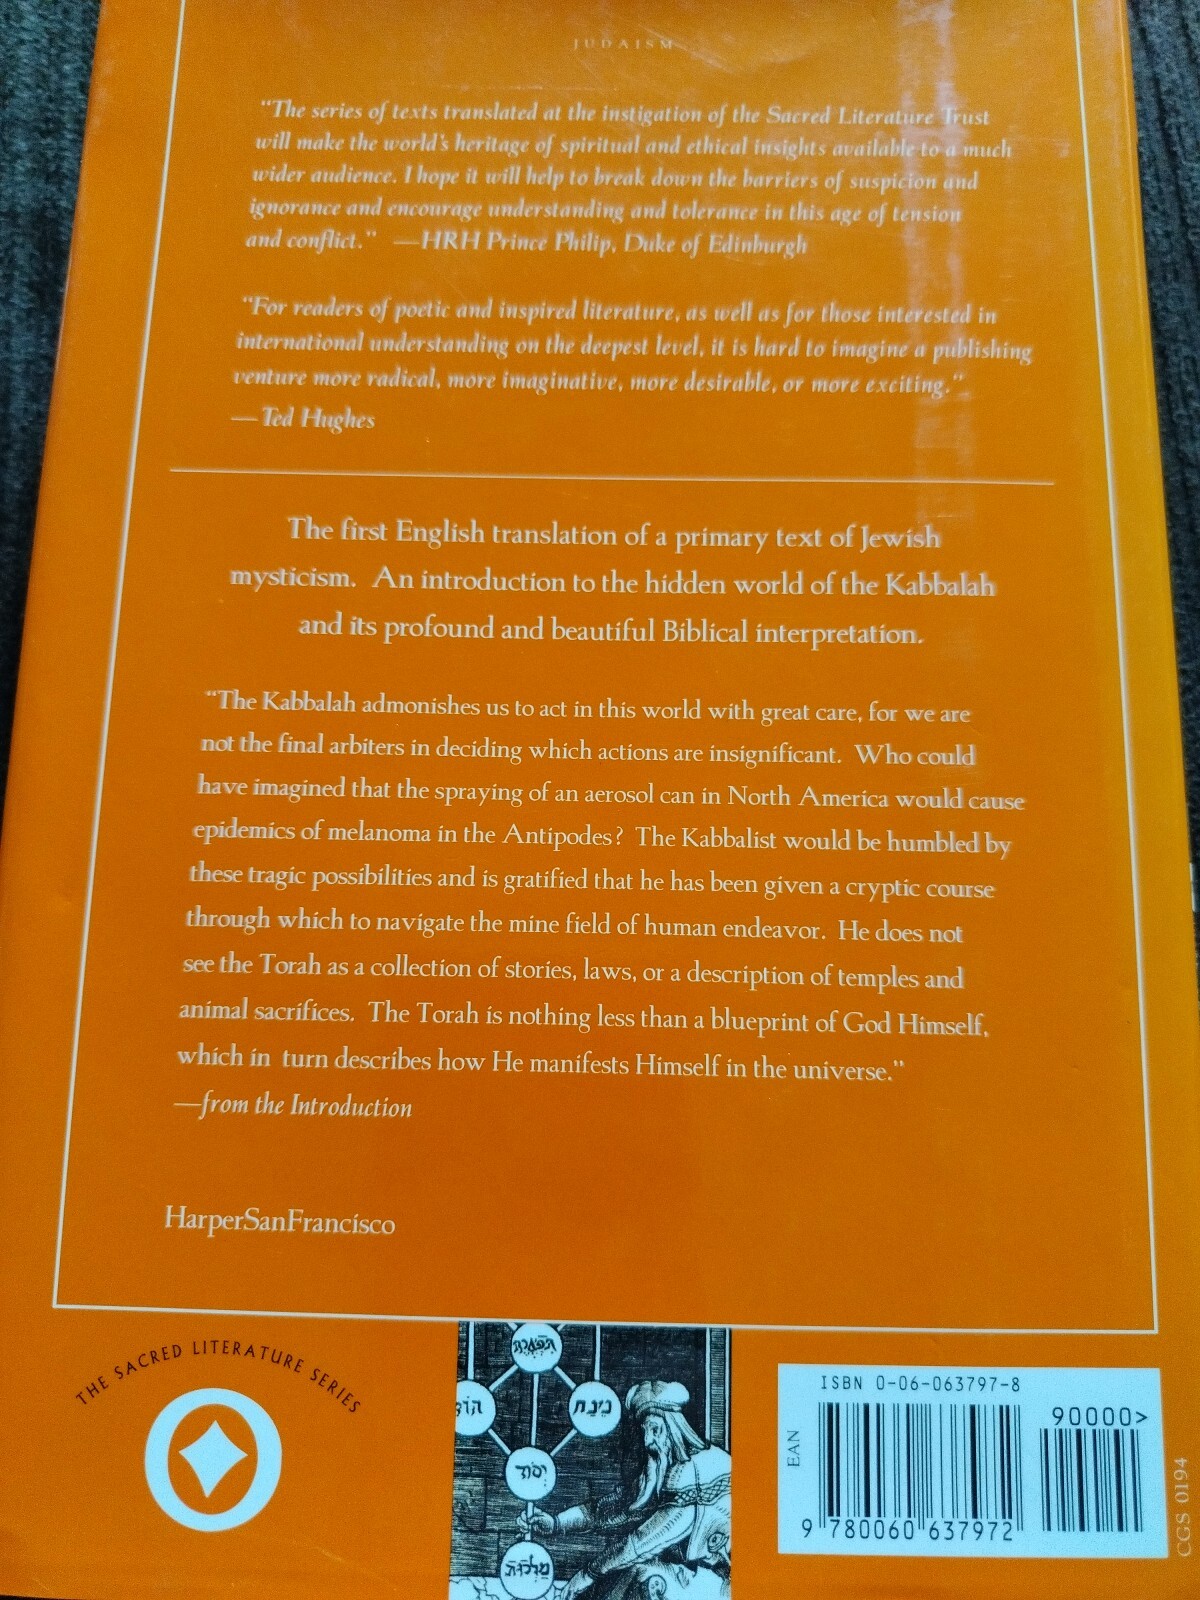 JUDAISM
"The series of texts translated at the instigation of the Sacred Literature Trust
will make the world's heritage of spiritual and ethical insights available to a much
wider audience. I hope it will help to break down the barriers of suspicion and
ignorance and encourage understanding and tolerance in this age of tension
and conflict." —HRH Prince Philip, Duke of Edinburgh
"For readers of poetic and inspired literature, as well as for those interested in
international understanding on the deepest level, it is hard to imagine a publishing
venture more radical, more imaginative, more desirable, or more exciting."
—Ted Hughes
The first English translation of a primary text of Jewish
mysticism. An introduction to the hidden world of the Kabbalah
and its profound and beautiful Biblical interpretation.
"The Kabbalah admonishes us to act in this world with great care, for we are
not the final arbiters in deciding which actions are insignificant. Who could
have imagined that the spraying of an aerosol can in North America would cause
epidemics of melanoma in the Antipodes? The Kabbalist would be humbled by
these tragic possibilities and is gratified that he has been given a cryptic course
through which to navigate the mine field of human endeavor. He does not
see the Torah as a collection of stories, laws, or a description of temples and
animal sacrifices. The Torah is nothing less than a blueprint of God Himself,
which in turn describes how He manifests Himself in the universe."
—from the Introduction
HarperSanFrancisco
THE SACRED LITERATURE SERIES
תפארת
הוד
נצח
יסוד
מלכות
ISBN 0-06-063797-8
90000>
EAN
9 780060 637972
CGS 0194